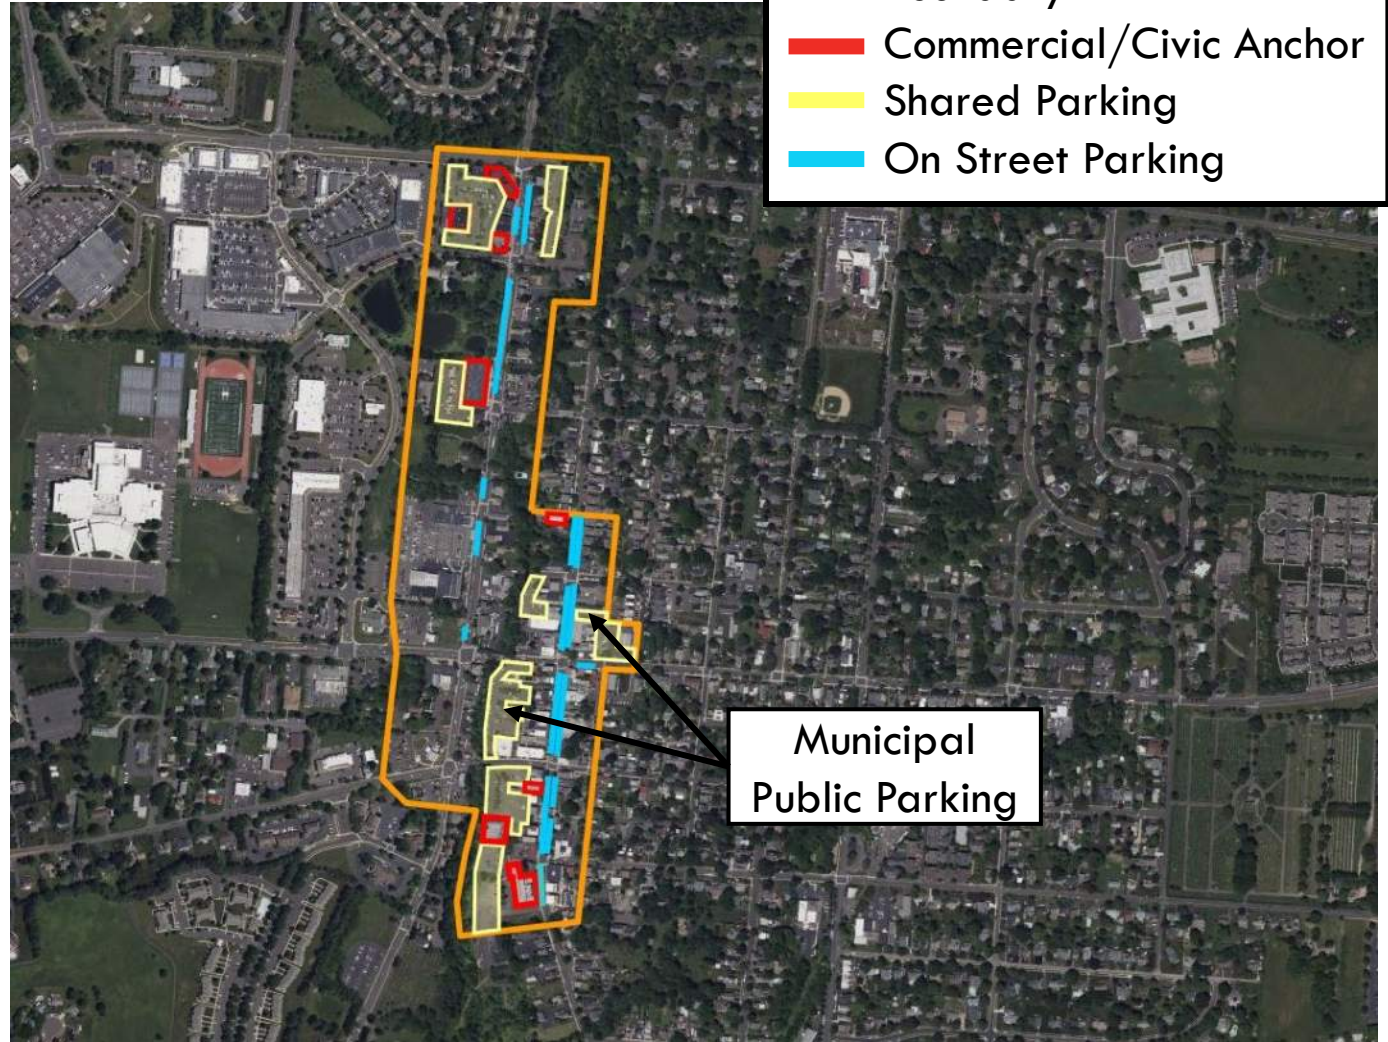 Commercial/Civic Anchor
Shared Parking
On Street Parking
Municipal
Public Parking